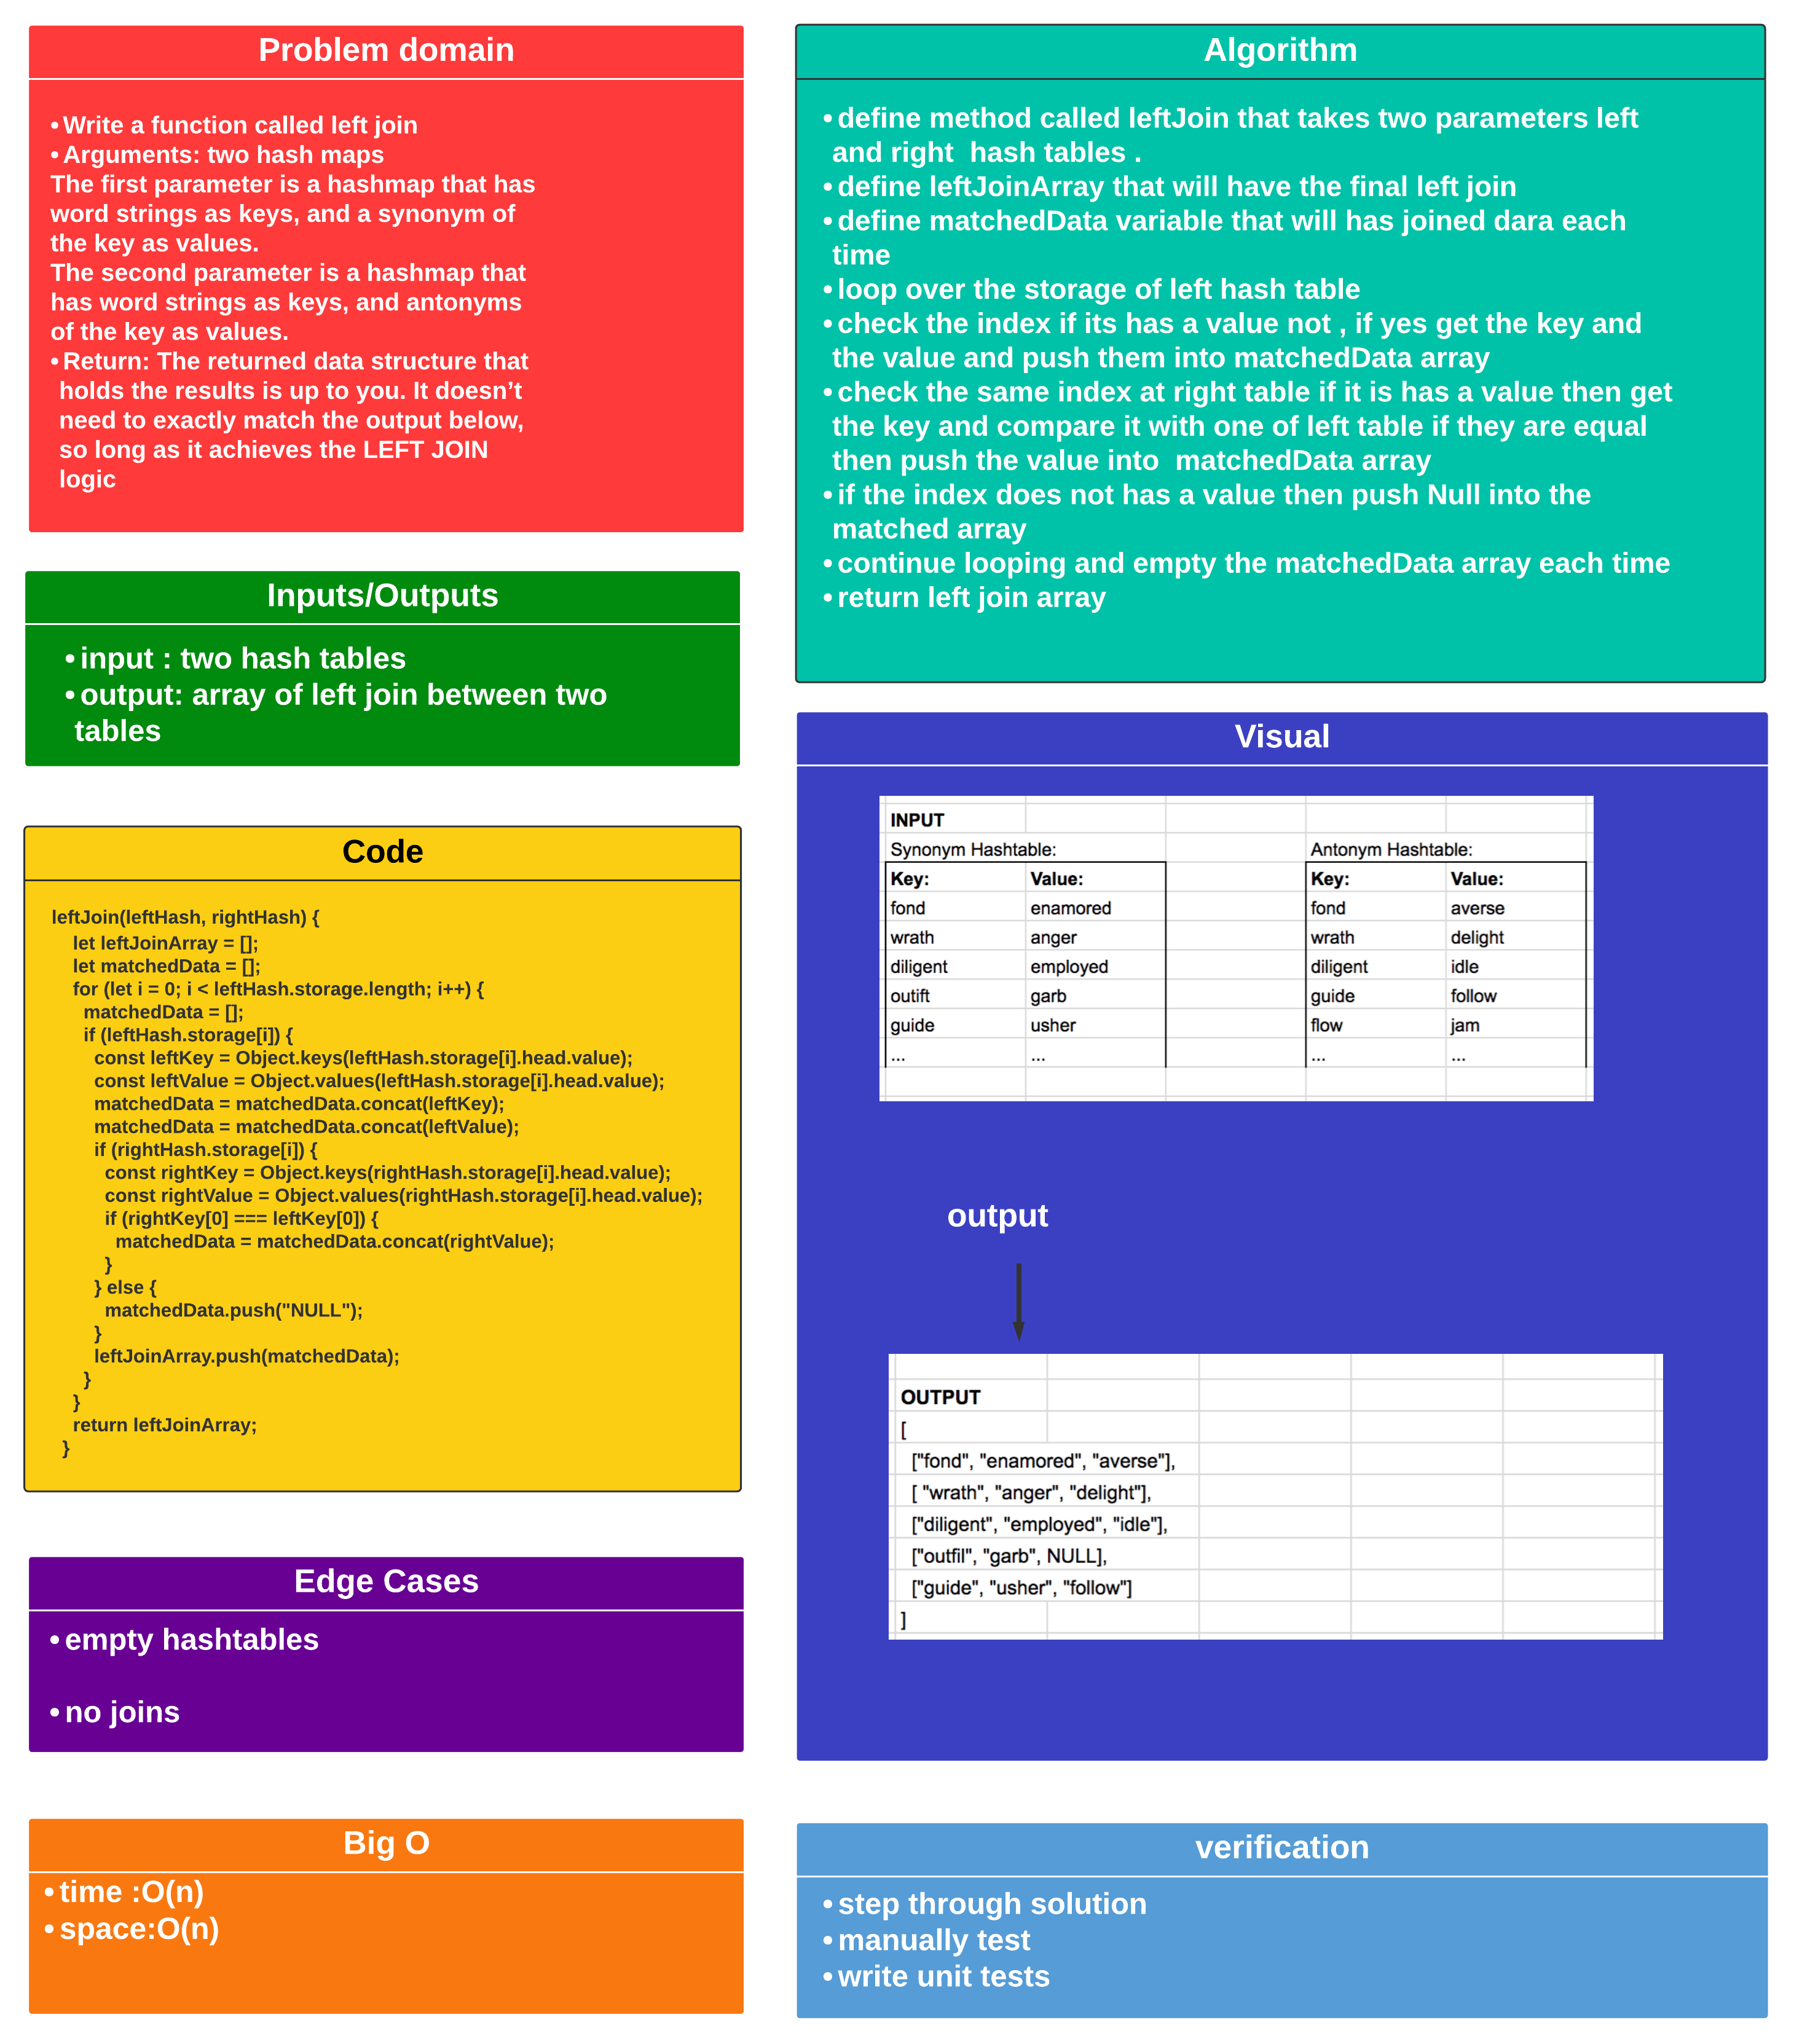 Problem domain
• Write a function called left join
• Arguments: two hash maps
The first parameter is a hashmap that has
word strings as keys, and a synonym of
the key as values.
The second parameter is a hashmap that
has word strings as keys, and antonyms
of the key as values.
• Return: The returned data structure that
holds the results is up to you. It doesn’t
need to exactly match the output below,
so long as it achieves the LEFT JOIN
logic
Inputs/Outputs
• input : two hash tables
• output: array of left join between two
tables
Code
leftJoin(leftHash, rightHash) {
let leftJoinArray = [];
let matchedData = [];
for (let i = 0; i < leftHash.storage.length; i++) {
matchedData = [];
if (leftHash.storage[i]) {
const leftKey = Object.keys(leftHash.storage[i].head.value);
const leftValue = Object.values(leftHash.storage[i].head.value);
matchedData = matchedData.concat(leftKey);
matchedData = matchedData.concat(leftValue);
if (rightHash.storage[i]) {
const rightKey = Object.keys(rightHash.storage[i].head.value);
const rightValue = Object.values(rightHash.storage[i].head.value);
if (rightKey[0] === leftKey[0]) {
matchedData = matchedData.concat(rightValue);
}
} else {
matchedData.push("NULL");
}
leftJoinArray.push(matchedData);
}
}
return leftJoinArray;
}
Edge Cases
• empty hashtables
• no joins
Big O
• time :O(n)
• space:O(n)
Algorithm
• define method called leftJoin that takes two parameters left
and right  hash tables .
• define leftJoinArray that will have the final left join
• define matchedData variable that will has joined dara each
time
• loop over the storage of left hash table
• check the index if its has a value not , if yes get the key and
the value and push them into matchedData array
• check the same index at right table if it is has a value then get
the key and compare it with one of left table if they are equal
then push the value into  matchedData array
• if the index does not has a value then push Null into the
matched array
• continue looping and empty the matchedData array each time
• return left join array
Visual
INPUT
Synonym Hashtable: Antonym Hashtable:
Key: Value: Key: Value:
fond enamored fond averse
wrath anger wrath delight
diligent employed diligent idle
outift garb guide follow
guide usher flow jam
... ... ... ...
output
OUTPUT
[
["fond", "enamored", "averse"],
[ "wrath", "anger", "delight"],
["diligent", "employed", "idle"],
["outfil", "garb", NULL],
["guide", "usher", "follow"]
]
verification
• step through solution
• manually test
• write unit tests